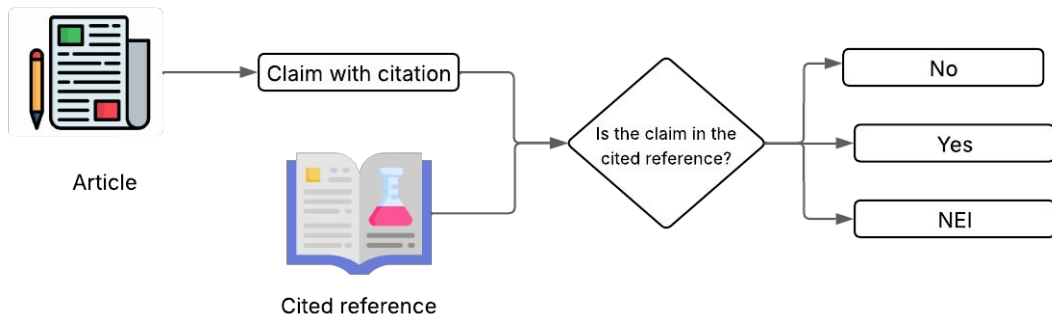 Article
Claim with citation
Cited reference
Is the claim in the
cited reference?
No
Yes
NEI